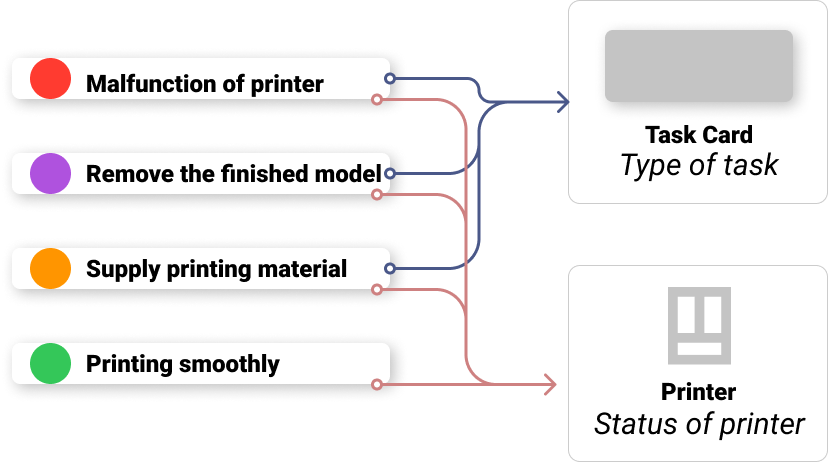 Malfunction of printer
Remove the finished model
Supply printing material
Printing smoothly
Task Card
Type of task
Printer
Status of printer